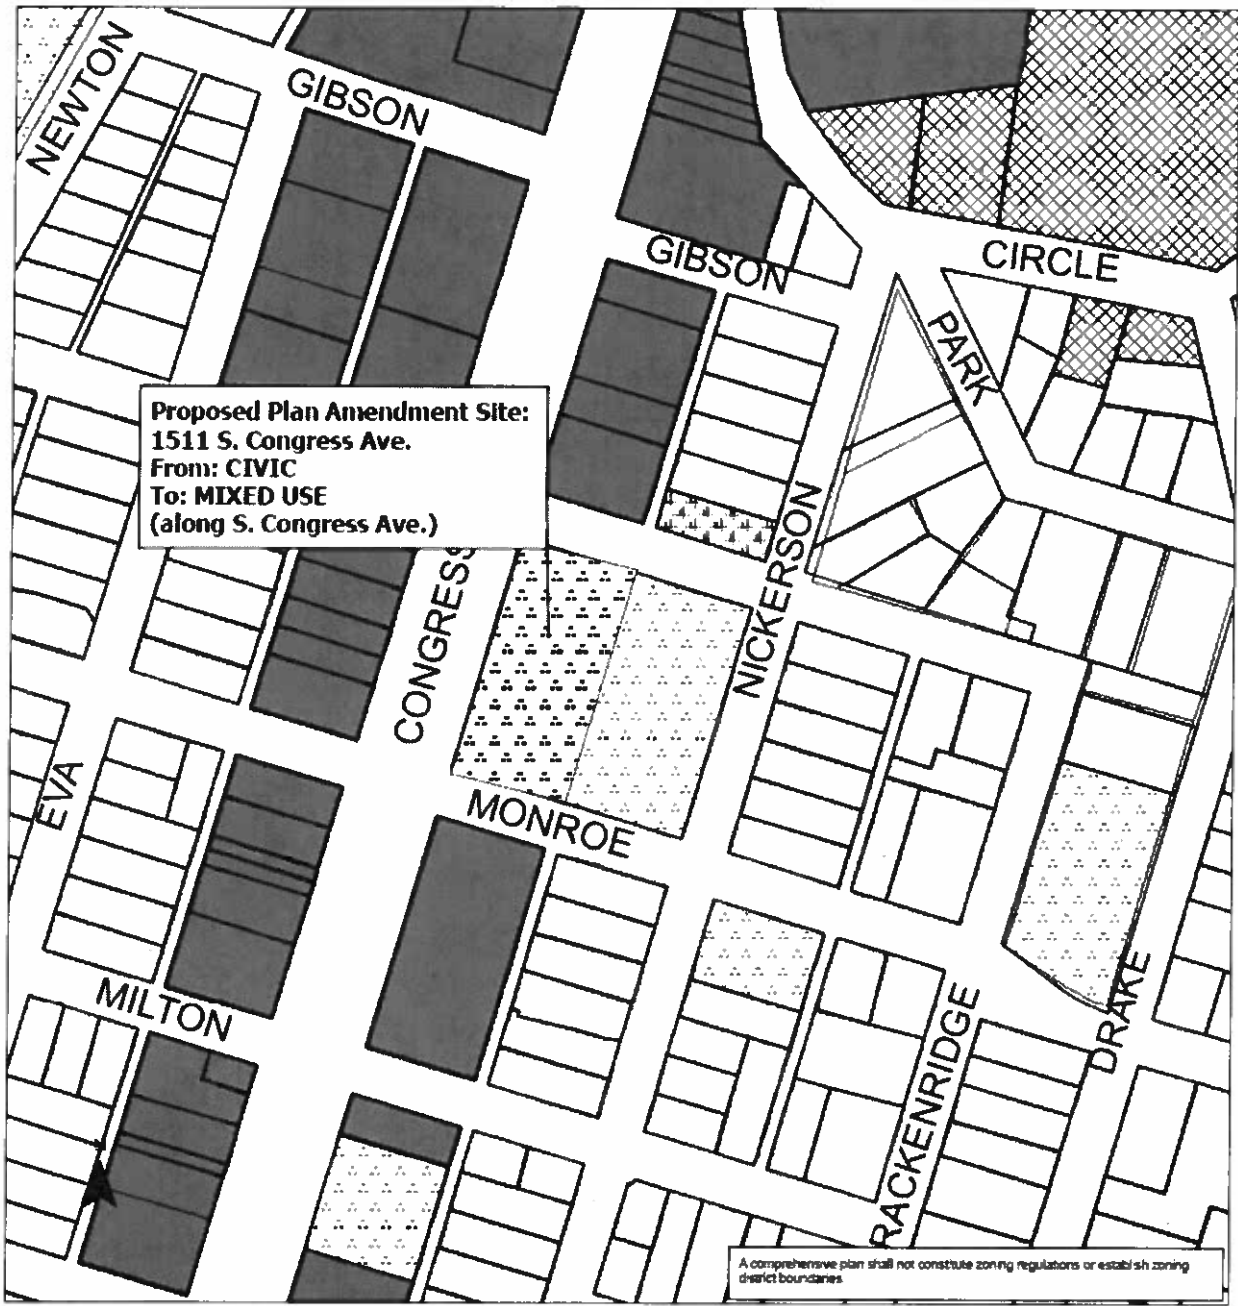 NEWTON
GIBSON
GIBSON
CIRCLE
PARK
Proposed Plan Amendment Site:
1511 S. Congress Ave.
From: CIVIC
To: MIXED USE
(along S. Congress Ave.)
CONGRESS
NICKERSON
EVA
MONROE
MILTON
DRAKE
RACKENRIDGE
A comprehensive plan shall not constitute zoning regulations or establish zoning
district boundaries